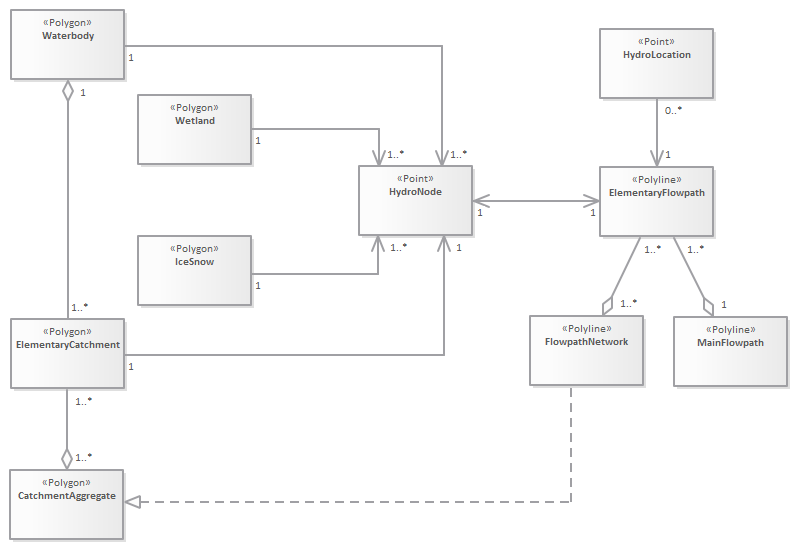 «Polygon»
Waterbody
1
1
«Polygon»
Wetland
1
1..*
1..*
«Point»
HydroLocation
0..*
1
«Point»
HydroNode
1
1
«Polyline»
ElementaryFlowpath
«Polygon»
IceSnow
1
1..*
1
1..*
1..*
1..*
1
1..*
«Polygon»
ElementaryCatchment
1
«Polyline»
FlowpathNetwork
«Polyline»
MainFlowpath
1..*
1..*
«Polygon»
CatchmentAggregate